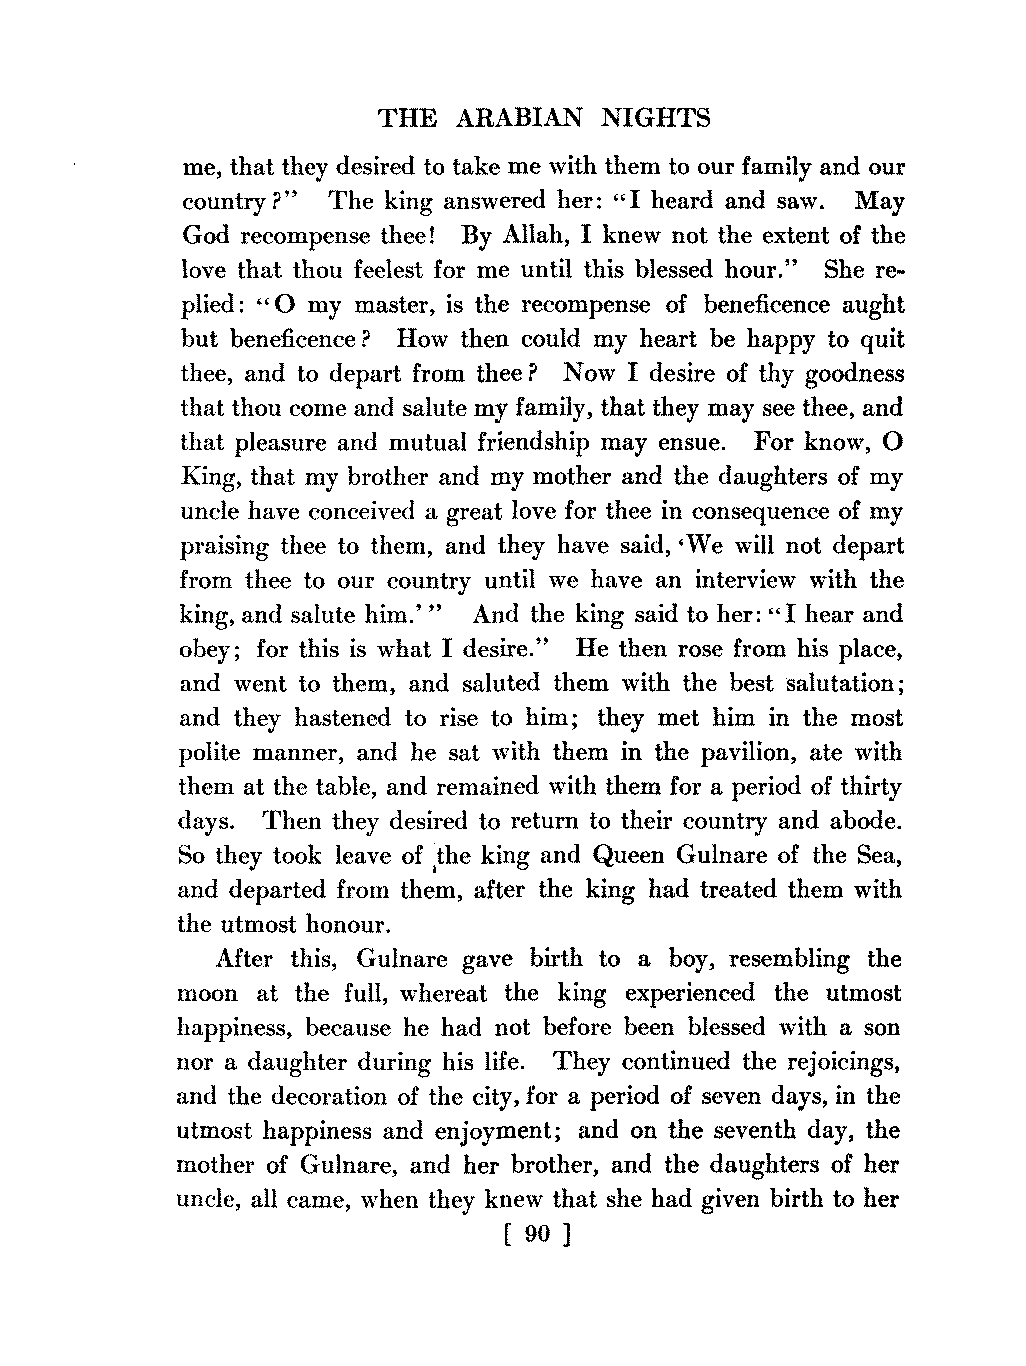 THE ARABIAN NIGHTS
me, that they desired to take me with them to our family and our
country?” The king answered her: “I heard and saw. May
God recompense thee! By Allah, I knew not the extent of the
love that thou feelest for me until this blessed hour.” She re-
plied: “O my master, is the recompense of beneficence aught
but beneficence? How then could my heart be happy to quit
thee, and to depart from thee? Now I desire of thy goodness
that thou come and salute my family, that they may see thee, and
that pleasure and mutual friendship may ensue. For know, O
King, that my brother and my mother and the daughters of my
uncle have conceived a great love for thee in consequence of my
praising thee to them, and they have said, ‘We will not depart
from thee to our country until we have an interview with the
king, and salute him.’” And the king said to her: “I hear and
obey; for this is what I desire.” He then rose from his place,
and went to them, and saluted them with the best salutation;
and they hastened to rise to him; they met him in the most
polite manner, and he sat with them in the pavilion, ate with
them at the table, and remained with them for a period of thirty
days. Then they desired to return to their country and abode.
So they took leave of the king and Queen Gulnare of the Sea,
and departed from them, after the king had treated them with
the utmost honour.
After this, Gulnare gave birth to a boy, resembling the
moon at the full, whereat the king experienced the utmost
happiness, because he had not before been blessed with a son
nor a daughter during his life. They continued the rejoicings,
and the decoration of the city, for a period of seven days, in the
utmost happiness and enjoyment; and on the seventh day, the
mother of Gulnare, and her brother, and the daughters of her
uncle, all came, when they knew that she had given birth to her
[ 90 ]